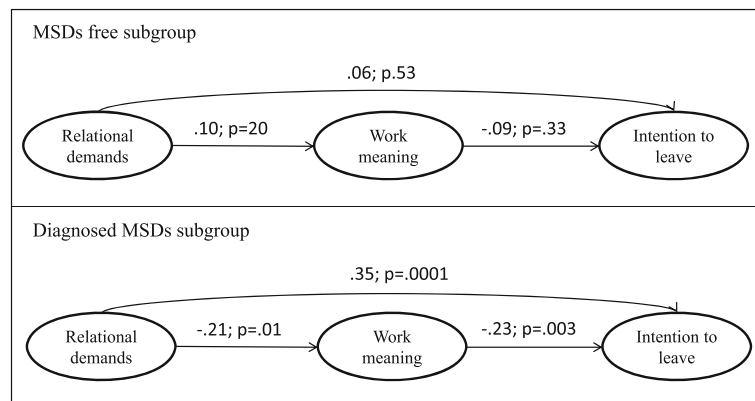 MSDs free subgroup
.06; p.53
Relational
demands
.10; p=20
Work
meaning
-.09; p=.33
Intention to
leave
Diagnosed MSDs subgroup
.35; p=.0001
Relational
demands
-.21; p=.01
Work
meaning
-.23; p=.003
Intention to
leave